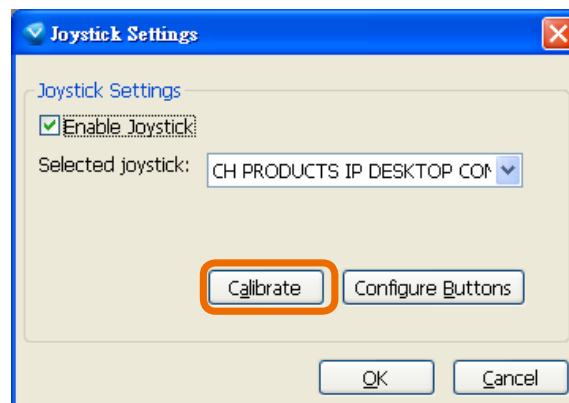 Joystick Settings
Joystick Settings
Enable Joystick
Selected joystick: CH PRODUCTS IP DESKTOP CON
Calibrate Configure Buttons
OK Cancel